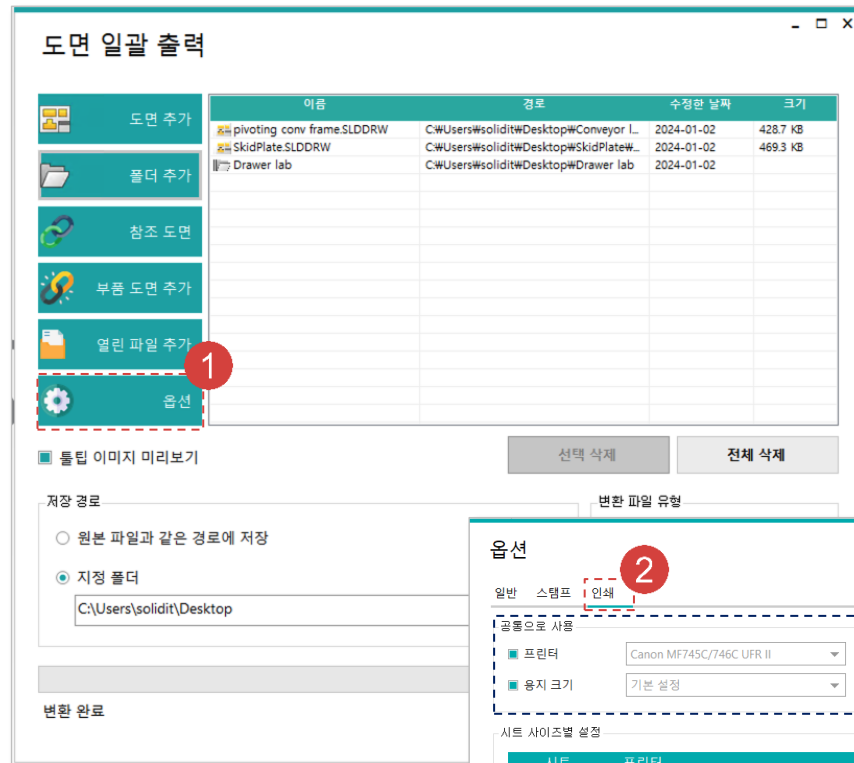 도면 일괄 출력
도면 추가
폴더 추가
참조 도면
부품 도면 추가
열린 파일 추가
1
옵션
이름 경로 수정한 날짜 크기
pivoting conv frame.SLDDRW C:₩Users₩solidit₩Desktop₩Conveyor l... 2024-01-02 428.7 KB
SkidPlate.SLDDRW C:₩Users₩solidit₩Desktop₩SkidPlate₩... 2024-01-02 469.3 KB
Drawer lab C:₩Users₩solidit₩Desktop₩Drawer lab 2024-01-02
툴팁 이미지 미리보기
선택 삭제 전체 삭제
저장 경로
원본 파일과 같은 경로에 저장
지정 폴더
C:\Users\solidit\Desktop
변환 완료
변환 파일 유형
옵션
2
일반 스탬프 인쇄
공통으로 사용
프린터 Canon MF745C/746C UFR II
용지 크기 기본 설정
시트 사이즈별 설정
시트 프린터